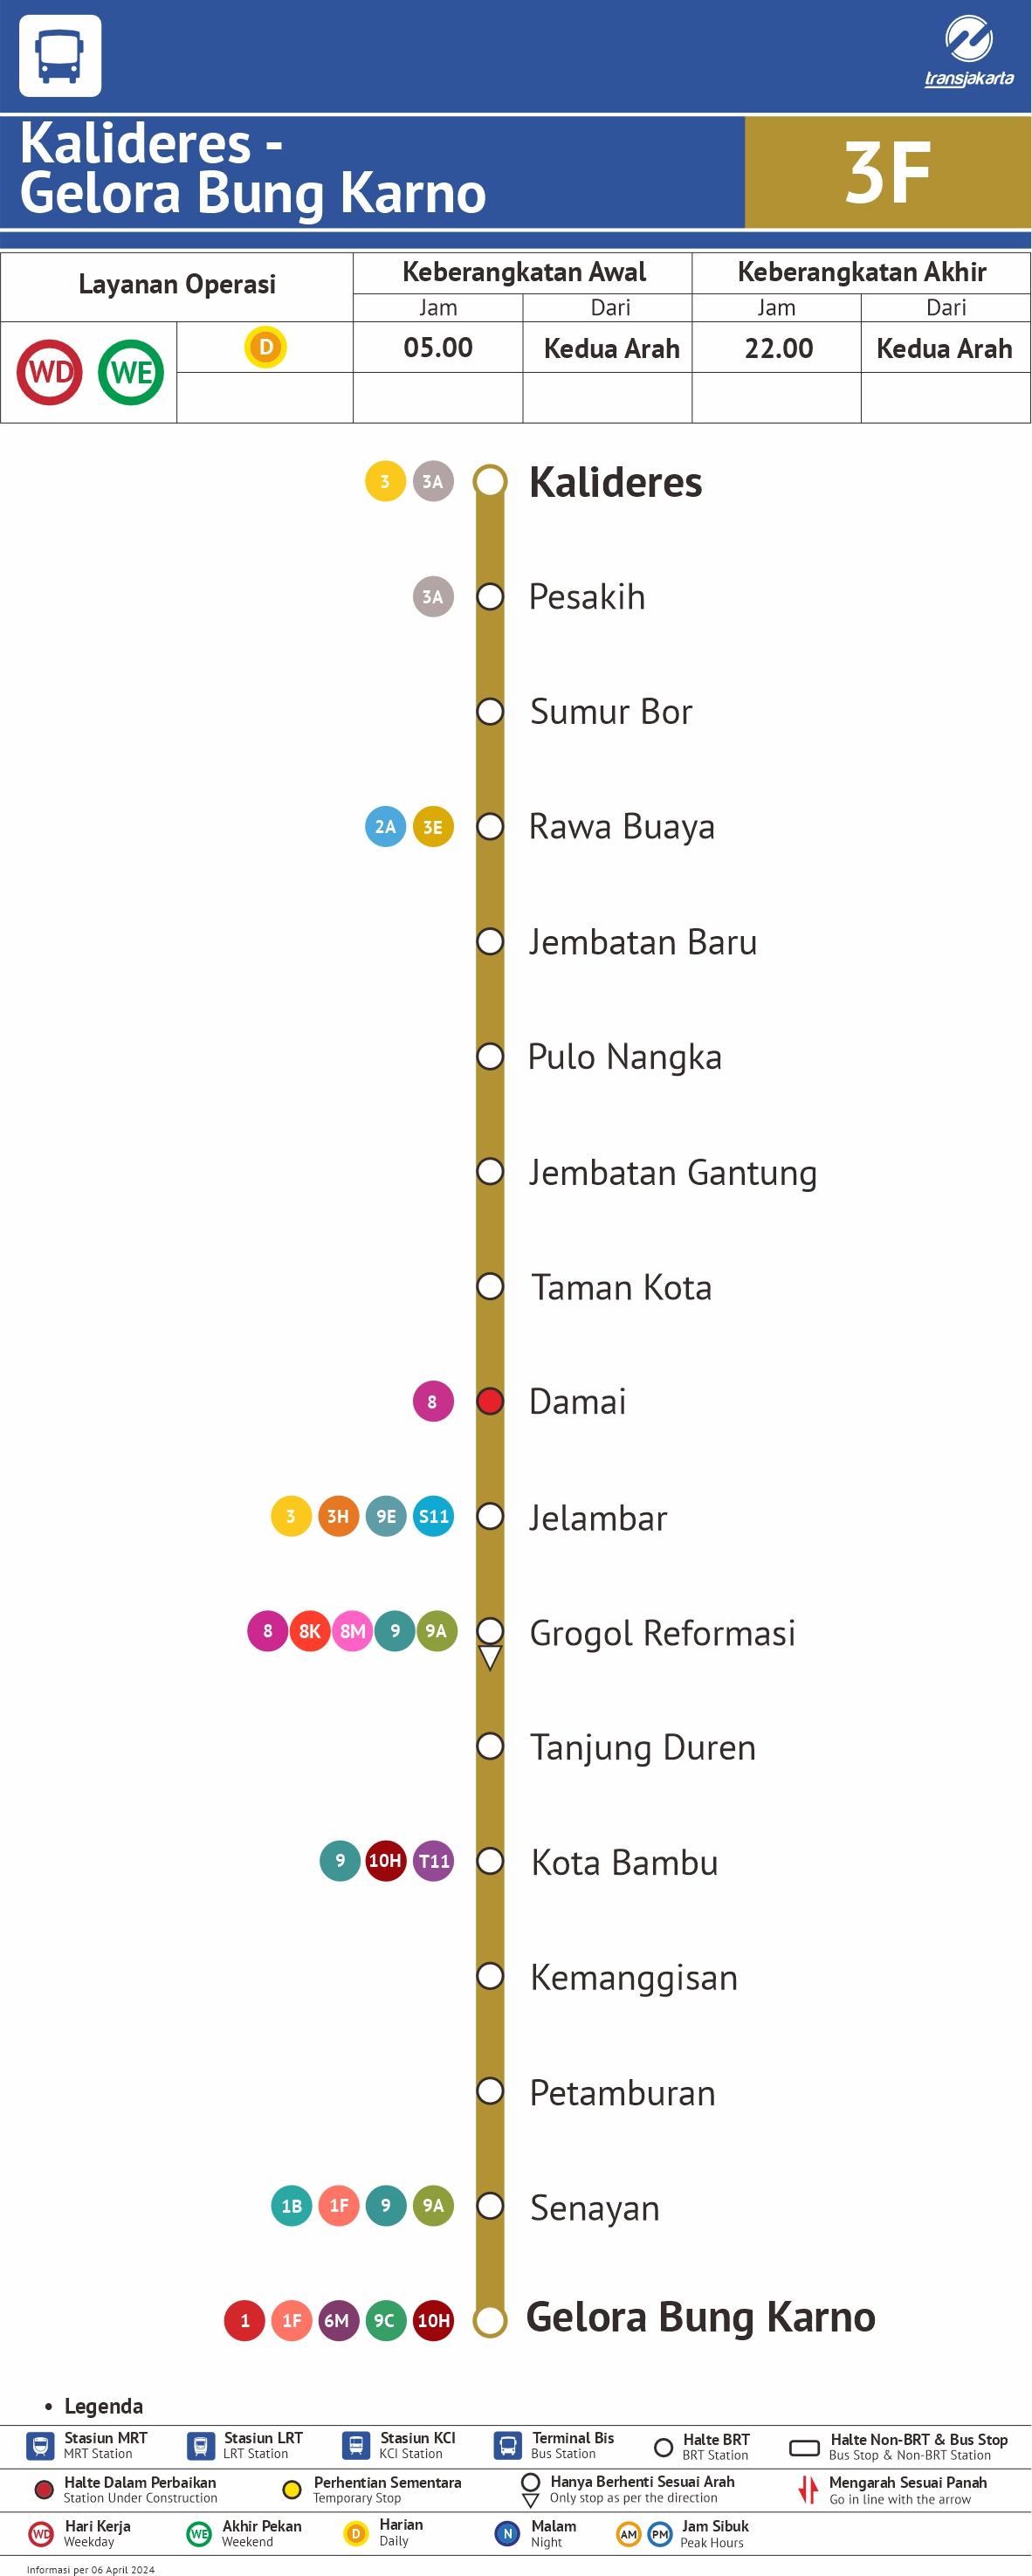 transjakarta
Kalideres -
Gelora Bung Karno
3F
Layanan Operasi
Keberangkatan Awal
Keberangkatan Akhir
Jam
Dari
Jam
Dari
WD WE
D
05.00
Kedua Arah
22.00
Kedua Arah
3 3A Kalideres
3A Pesakih
Sumur Bor
2A 3E Rawa Buaya
Jembatan Baru
Pulo Nangka
Jembatan Gantung
Taman Kota
8 Damai
3 3H 9E S11 Jelambar
8 8K 8M 9 9A Grogol Reformasi
Tanjung Duren
9 10H T11 Kota Bambu
Kemanggisan
Petamburan
1B 1F 9 9A Senayan
1 1F 6M 9C 10H Gelora Bung Karno
• Legenda
Stasiun MRT
MRT Station
Stasiun LRT
LRT Station
Stasiun KCI
KCI Station
Terminal Bis
Bus Station
Halte BRT
BRT Station
Halte Non-BRT & Bus Stop
Bus Stop & Non-BRT Station
Halte Dalam Perbaikan
Station Under Construction
Perhentian Sementara
Temporary Stop
Hanya Berhenti Sesuai Arah
Only stop as per the direction
Mengarah Sesuai Panah
Go in line with the arrow
WD
Hari Kerja
Weekday
WE
Akhir Pekan
Weekend
D
Harian
Daily
N
Malam
Night
AM PM
Jam Sibuk
Peak Hours
Informasi per 06 April 2024